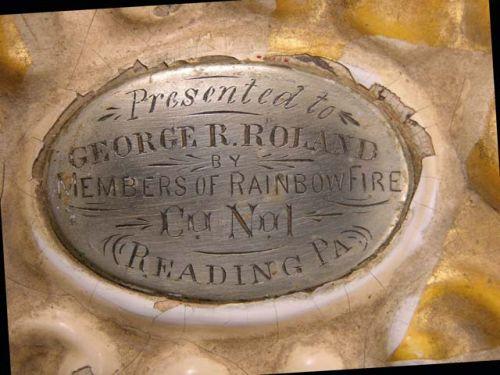 Presented to
GEORGE R. ROLAND
BY
MEMBERS OF RAINBOW FIRE
Co. No. 1
READING PA.